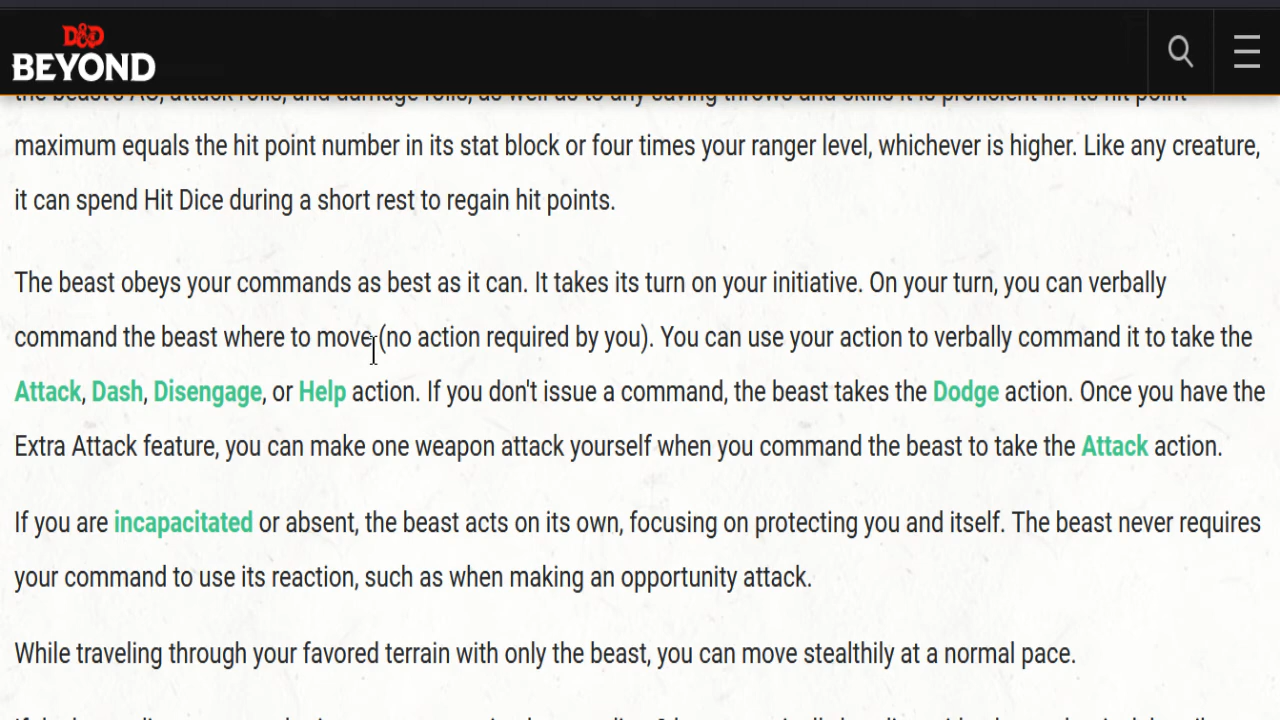 D&D
BEYOND
the beast's AC, attack rolls, and damage rolls, as well as to any saving throws and skills it is proficient in. Its hit point
maximum equals the hit point number in its stat block or four times your ranger level, whichever is higher. Like any creature,
it can spend Hit Dice during a short rest to regain hit points.
The beast obeys your commands as best as it can. It takes its turn on your initiative. On your turn, you can verbally
command the beast where to move (no action required by you). You can use your action to verbally command it to take the
Attack, Dash, Disengage, or Help action. If you don't issue a command, the beast takes the Dodge action. Once you have the
Extra Attack feature, you can make one weapon attack yourself when you command the beast to take the Attack action.
If you are incapacitated or absent, the beast acts on its own, focusing on protecting you and itself. The beast never requires
your command to use its reaction, such as when making an opportunity attack.
While traveling through your favored terrain with only the beast, you can move stealthily at a normal pace.